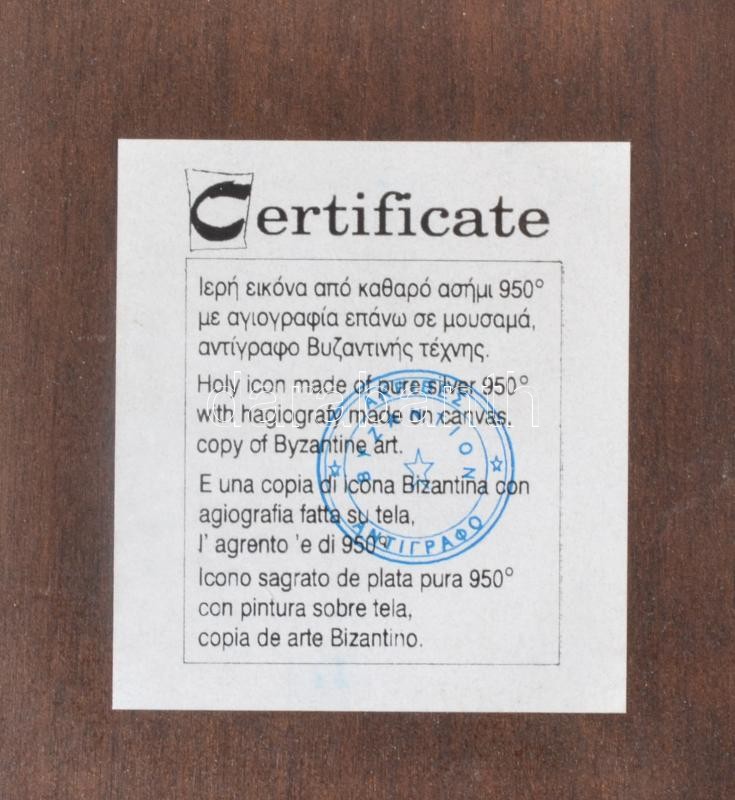 Certificate
Ιερή εικόνα από καθαρό ασήμι 950°
με αγιογραφία επάνω σε μουσαμά,
αντίγραφο Βυζαντινής τέχνης.
Holy icon made of pure silver 950°
with hagiografy made on canvas,
copy of Byzantine art.
E una copia di icona Bizantina con
agiografia fatta su tela,
l' agrento 'e di 950°
Icono sagrato de plata pura 950°
con pintura sobre tela,
copia de arte Bizantino.
ΑΚΡΙΒΕΣ
ΒΥΖΑΝΤΙΟΝ
ΑΝΤΙΓΡΑΦΟ
darabanth